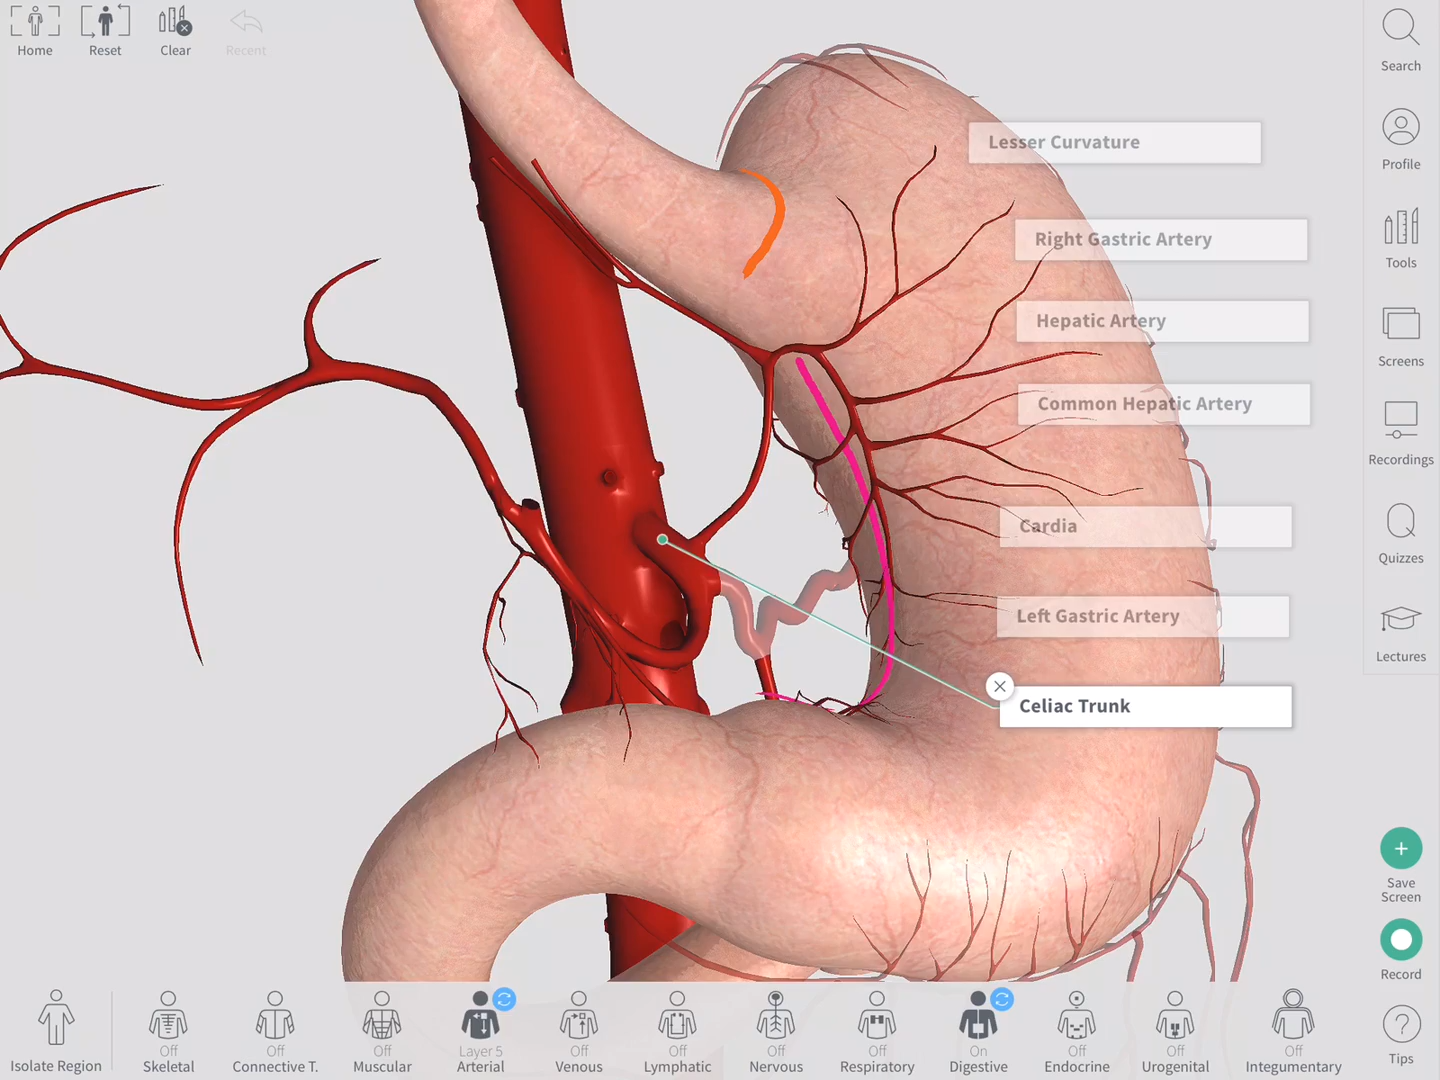 Home
Reset
Clear
Recent
Search
Profile
Tools
Screens
Recordings
Quizzes
Lectures
Lesser Curvature
Right Gastric Artery
Hepatic Artery
Common Hepatic Artery
Cardia
Left Gastric Artery
Celiac Trunk
Save
Screen
Record
Tips
Isolate Region
Off
Skeletal
Off
Connective T.
Off
Muscular
Layer 5
Arterial
Off
Venous
Off
Lymphatic
Off
Nervous
Off
Respiratory
On
Digestive
Off
Endocrine
Off
Urogenital
Off
Integumentary